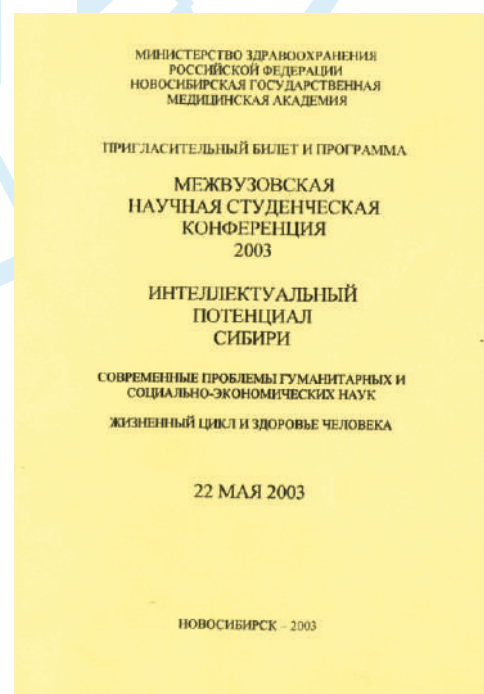 МИНИСТЕРСТВО ЗДРАВООХРАНЕНИЯ
РОССИЙСКОЙ ФЕДЕРАЦИИ
НОВОСИБИРСКАЯ ГОСУДАРСТВЕННАЯ
МЕДИЦИНСКАЯ АКАДЕМИЯ
ПРИГЛАСИТЕЛЬНЫЙ БИЛЕТ И ПРОГРАММА
МЕЖВУЗОВСКАЯ
НАУЧНАЯ СТУДЕНЧЕСКАЯ
КОНФЕРЕНЦИЯ
2003
ИНТЕЛЛЕКТУАЛЬНЫЙ
ПОТЕНЦИАЛ
СИБИРИ
СОВРЕМЕННЫЕ ПРОБЛЕМЫ ГУМАНИТАРНЫХ И
СОЦИАЛЬНО-ЭКОНОМИЧЕСКИХ НАУК
ЖИЗНЕННЫЙ ЦИКЛ И ЗДОРОВЬЕ ЧЕЛОВЕКА
22 МАЯ 2003
НОВОСИБИРСК – 2003